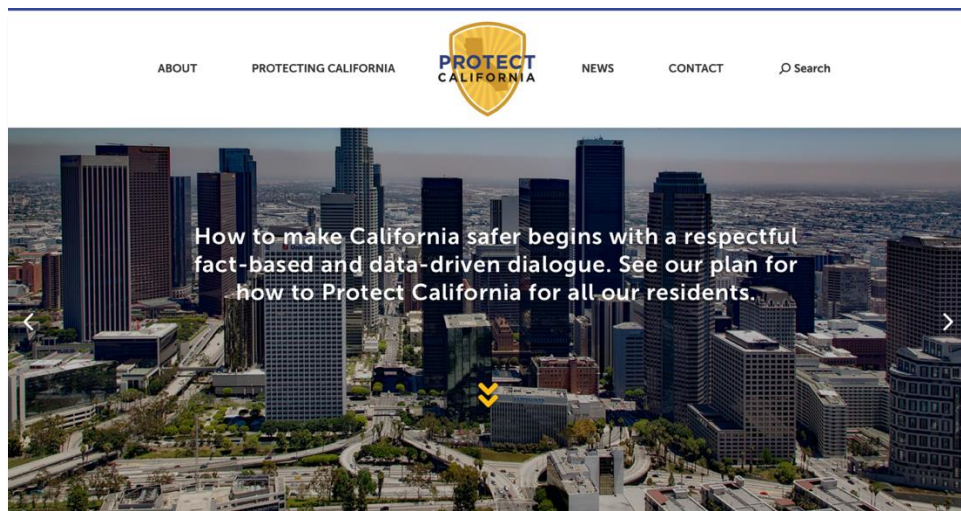 ABOUT
PROTECTING CALIFORNIA
PROTECT
CALIFORNIA
NEWS
CONTACT
Search
How to make California safer begins with a respectful
fact-based and data-driven dialogue. See our plan for
how to Protect California for all our residents.